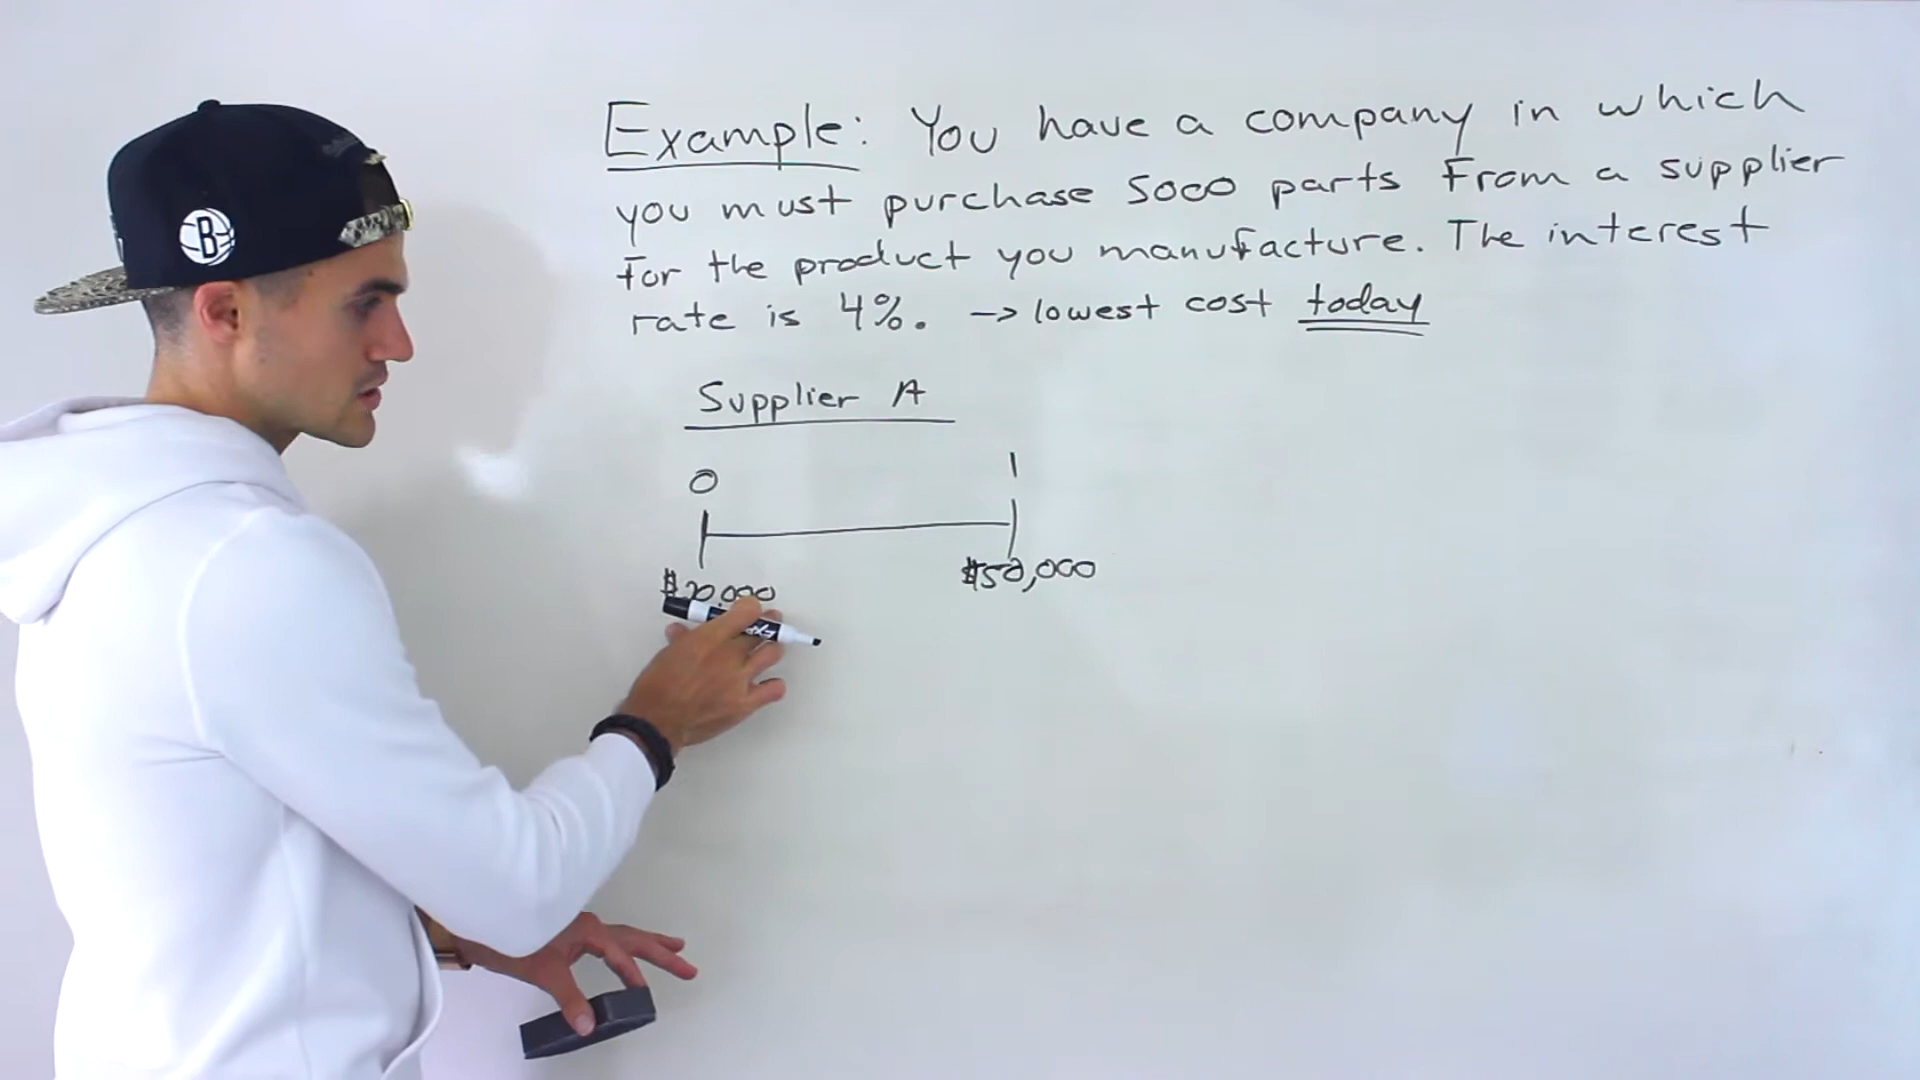 Example: You have a company in which
you must purchase 5000 parts from a supplier
for the product you manufacture. The interest
rate is 4%. → lowest cost today
Supplier A
0 1
$20,000 $50,000
B